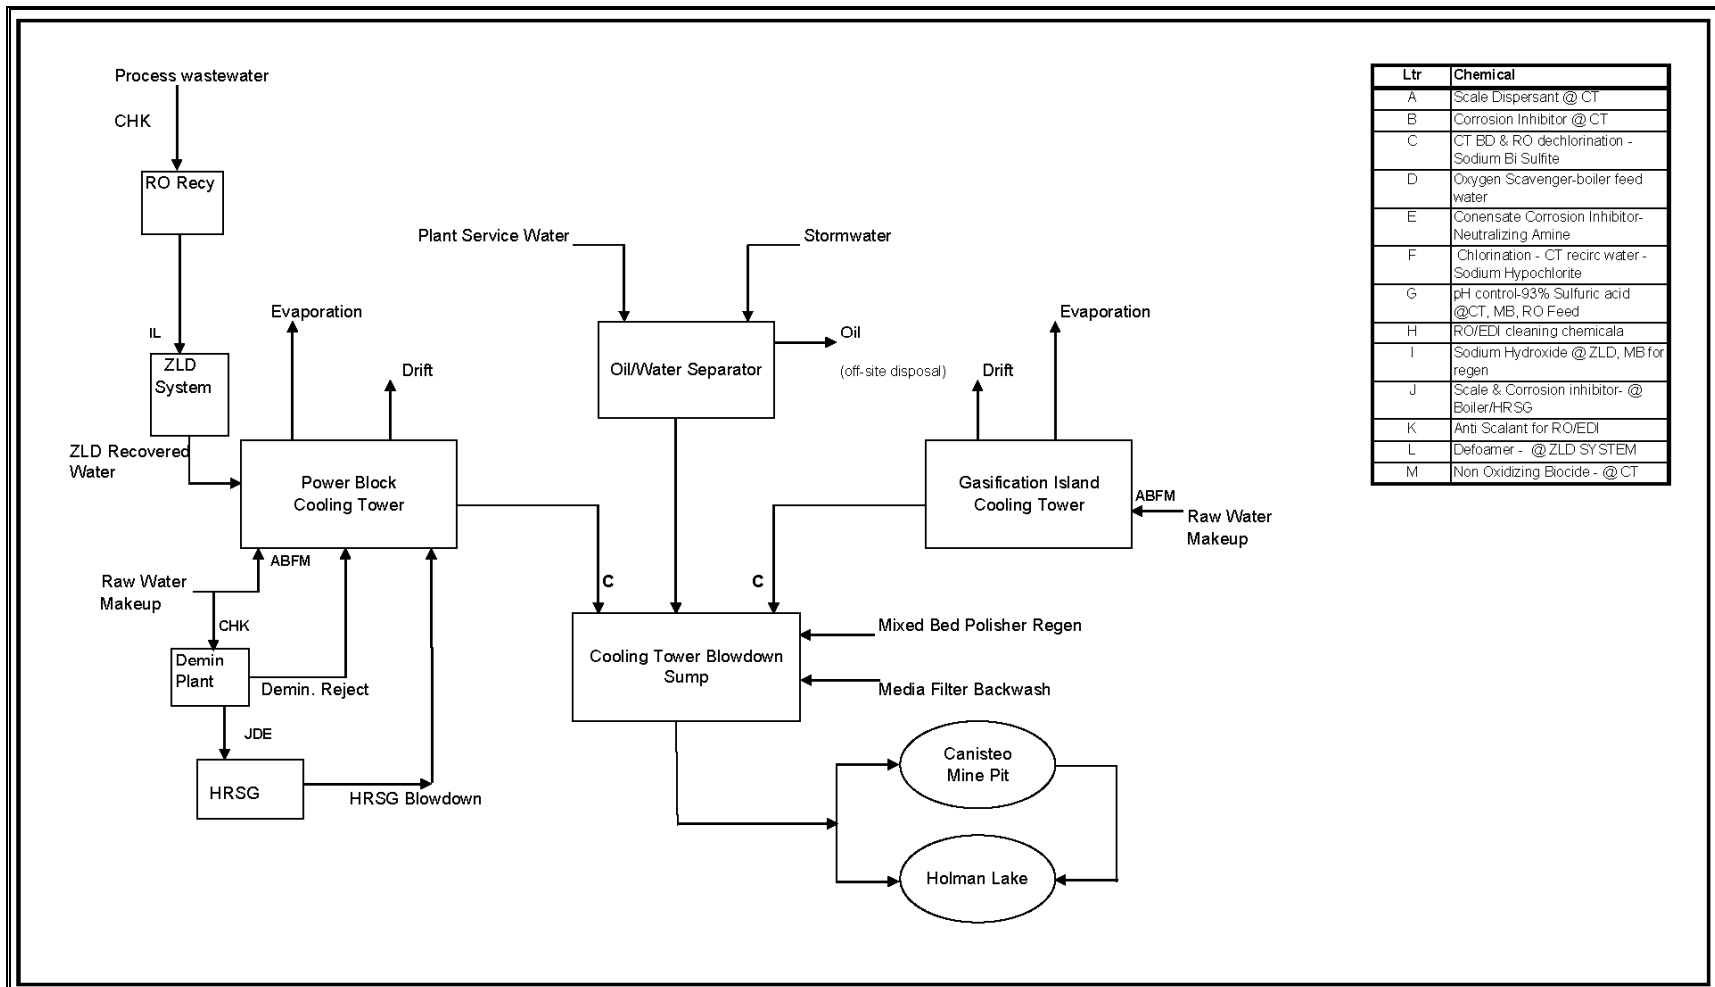 Process wastewater
CHK
RO Recy
IL
ZLD
System
ZLD Recovered
Water
Evaporation
Drift
Power Block
Cooling Tower
ABFM
Raw Water
Makeup
CHK
Demin
Plant
Demin. Reject
JDE
HRSG
HRSG Blowdown
Plant Service Water
Stormwater
Oil/Water Separator
Oil
(off-site disposal)
Evaporation
Drift
Gasification Island
Cooling Tower
ABFM
Raw Water
Makeup
C
C
Cooling Tower Blowdown
Sump
Mixed Bed Polisher Regen
Media Filter Backwash
Canisteo
Mine Pit
Holman Lake
Ltr Chemical
A Scale Dispersant @ CT
B Corrosion Inhibitor @ CT
C CT BD & RO dechlorination -
Sodium Bi Sulfite
D Oxygen Scavenger-boiler feed
water
E Conensate Corrosion Inhibitor-
Neutralizing Amine
F Chlorination - CT recirc water -
Sodium Hypochlorite
G pH control-93% Sulfuric acid
@CT, MB, RO Feed
H RO/EDI cleaning chemicala
I Sodium Hydroxide @ ZLD, MB for
regen
J Scale & Corrosion inhibitor- @
Boiler/HRSG
K Anti Scalant for RO/EDI
L Defoamer - @ ZLD SYSTEM
M Non Oxidizing Biocide - @ CT